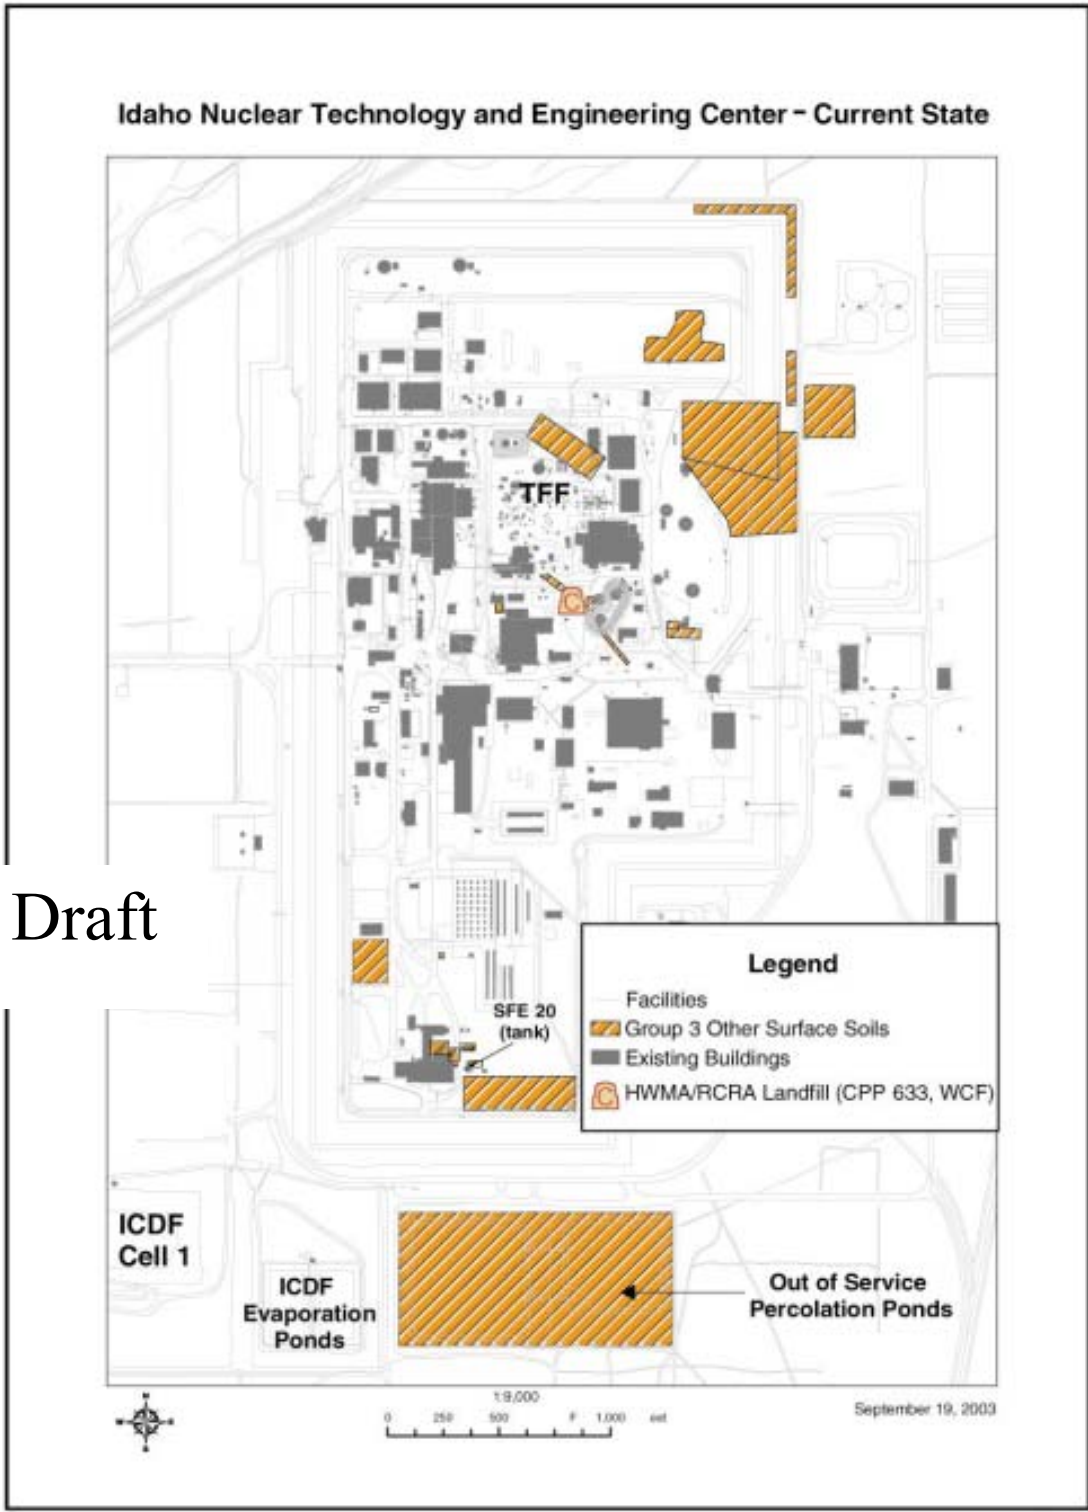 Idaho Nuclear Technology and Engineering Center – Current State
TFF
C
Draft
SFE 20
(tank)
Legend
Facilities
Group 3 Other Surface Soils
Existing Buildings
C HWMA/RCRA Landfill (CPP 633, WCF)
ICDF
Cell 1
ICDF
Evaporation
Ponds
Out of Service
Percolation Ponds
1:9,000
0 250 500 F 1,000 eet
September 19, 2003